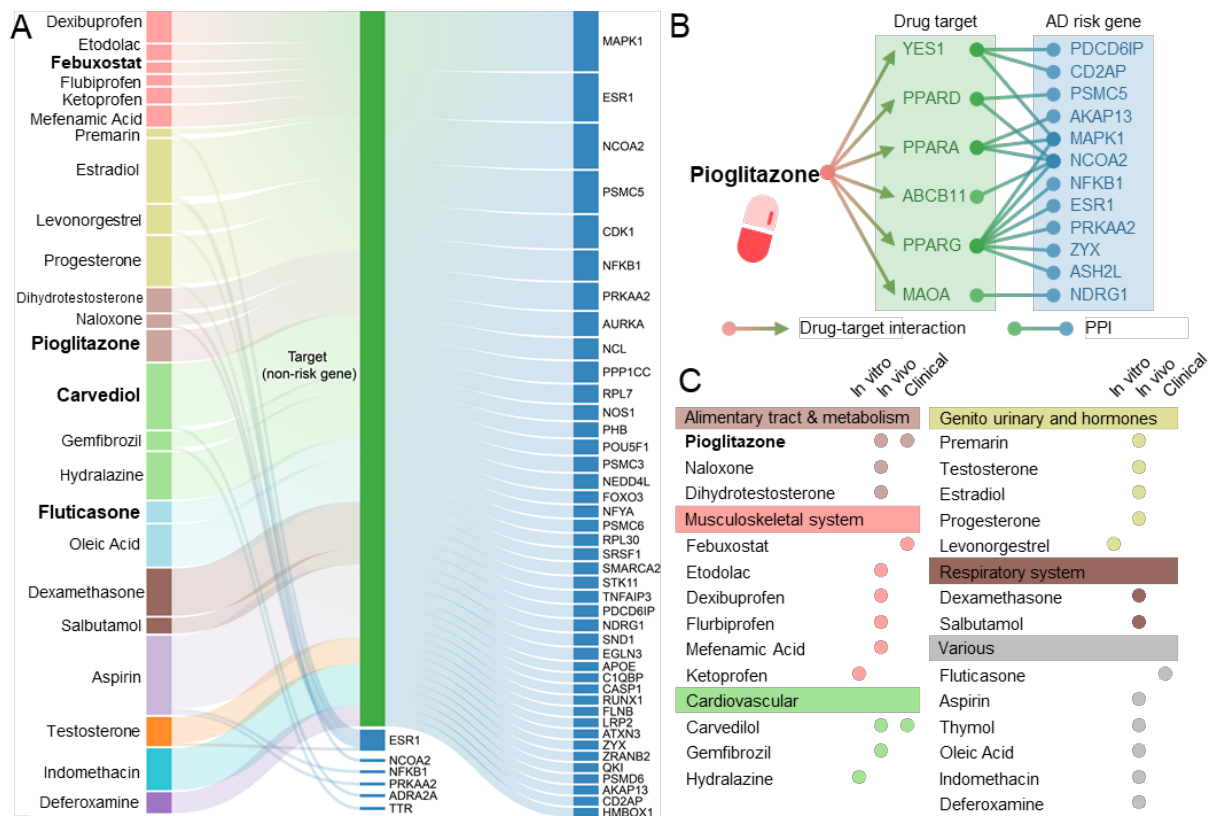 A
Dexibuprofen
Etodolac
Febuxostat
Flubiprofen
Ketoprofen
Mefenamic Acid
Premarin
Estradiol
Levonorgestrel
Progesterone
Dihydrotestosterone
Naloxone
Pioglitazone
Carvediol
Gemfibrozil
Hydralazine
Fluticasone
Oleic Acid
Dexamethasone
Salbutamol
Aspirin
Testosterone
Indomethacin
Deferoxamine
Target
(non-risk gene)
ESR1
NCOA2
NFKB1
PRKAA2
ADRA2A
TTR
MAPK1
ESR1
NCOA2
PSMC5
CDK1
NFKB1
PRKAA2
AURKA
NCL
PPP1CC
RPL7
NOS1
PHB
POU5F1
PSMC3
NEDD4L
FOXO3
NFYA
PSMC6
RPL30
SRSF1
SMARCA2
STK11
TNFAIP3
PDCD6IP
NDRG1
SND1
EGLN3
APOE
C1QBP
CASP1
RUNX1
FLNB
LRP2
ATXN3
ZYX
ZRANB2
QKI
PSMD6
AKAP13
CD2AP
HMBOX1
B
Drug target
AD risk gene
Pioglitazone
YES1
PPARD
PPARA
ABCB11
PPARG
MAOA
PDCD6IP
CD2AP
PSMC5
AKAP13
MAPK1
NCOA2
NFKB1
ESR1
PRKAA2
ZYX
ASH2L
NDRG1
Drug-target interaction
PPI
C
In vitro
In vivo
Clinical
Alimentary tract & metabolism
Pioglitazone
Naloxone
Dihydrotestosterone
Musculoskeletal system
Febuxostat
Etodolac
Dexibuprofen
Flurbiprofen
Mefenamic Acid
Ketoprofen
Cardiovascular
Carvedilol
Gemfibrozil
Hydralazine
In vitro
In vivo
Clinical
Genito urinary and hormones
Premarin
Testosterone
Estradiol
Progesterone
Levonorgestrel
Respiratory system
Dexamethasone
Salbutamol
Various
Fluticasone
Aspirin
Thymol
Oleic Acid
Indomethacin
Deferoxamine